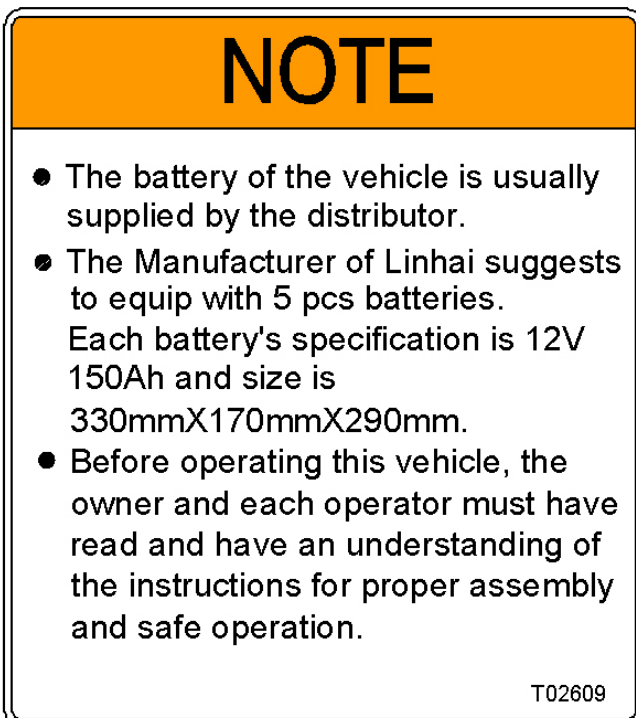 NOTE
● The battery of the vehicle is usually
supplied by the distributor.
● The Manufacturer of Linhai suggests
to equip with 5 pcs batteries.
Each battery's specification is 12V
150Ah and size is
330mmX170mmX290mm.
● Before operating this vehicle, the
owner and each operator must have
read and have an understanding of
the instructions for proper assembly
and safe operation.
T02609